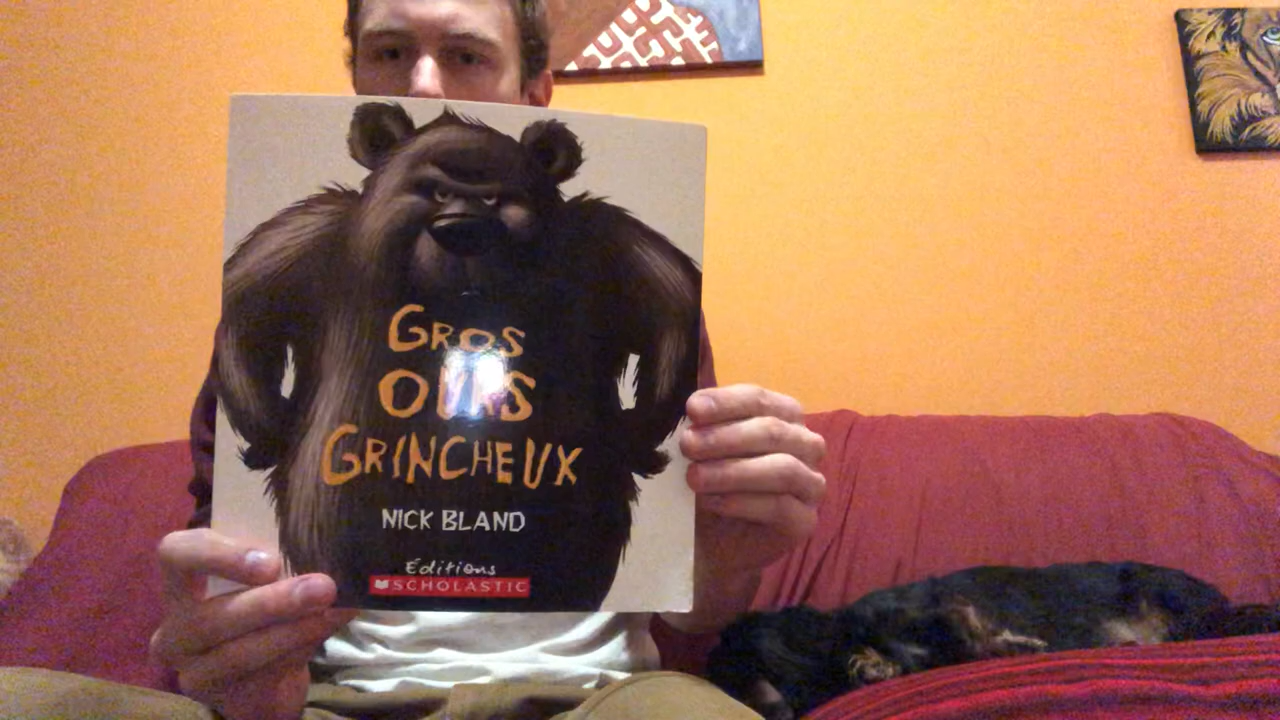 GROS
OURS
GRINCHEUX
NICK BLAND
Éditions
SCHOLASTIC